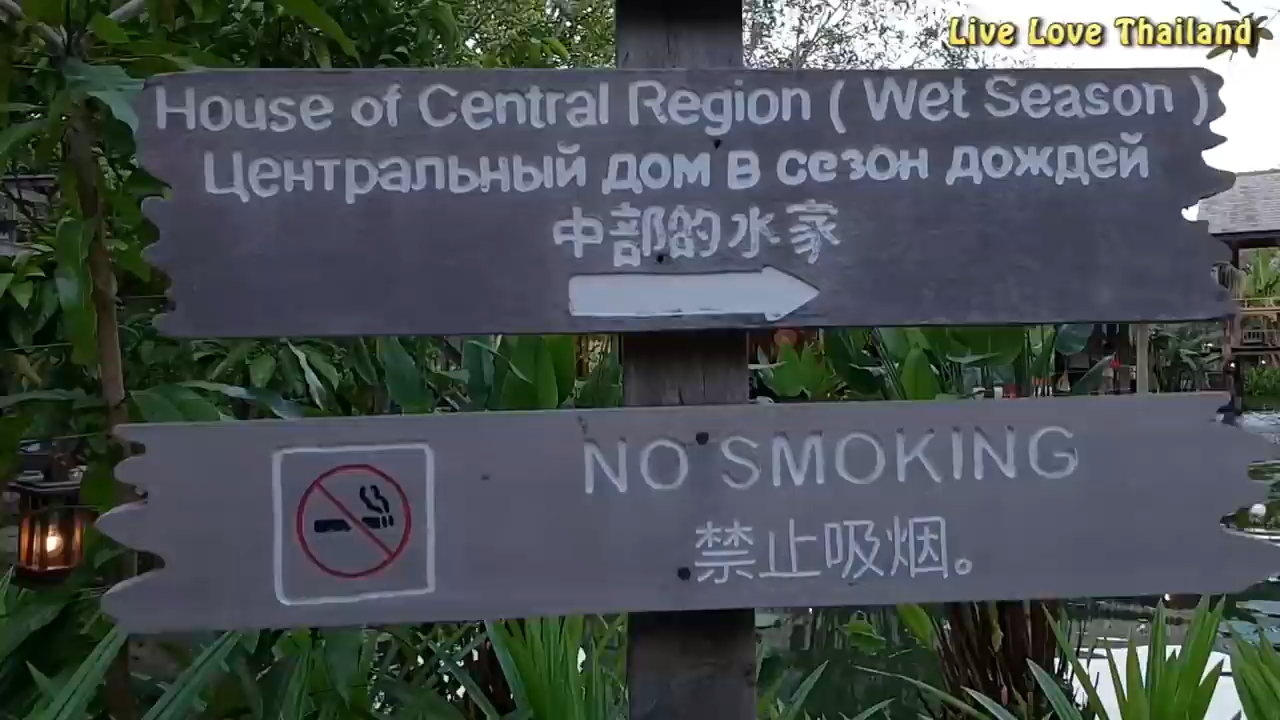 Live Love Thailand
House of Central Region ( Wet Season )
Центральный дом в сезон дождей
中部的水家
NO SMOKING
禁止吸烟。